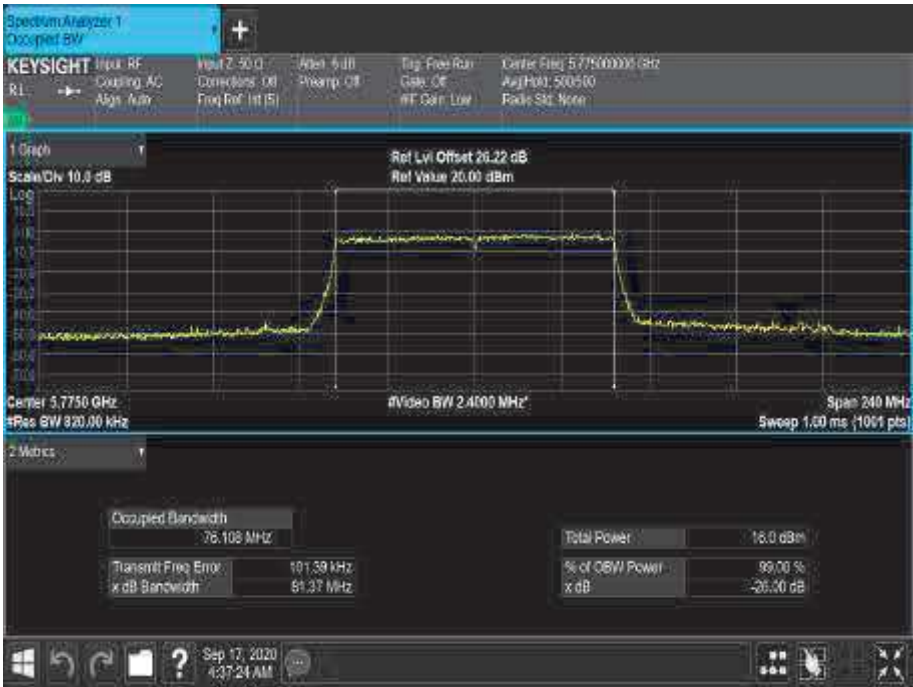 Spectrum Analyzer 1
Occupied BW
+
KEYSIGHT
R L
Input: RF
Coupling: AC
Align: Auto
Input Z: 50 Ω
Corrections: Off
Freq Ref: Int (S)
Atten: 6 dB
Preamp: Off
Trig: Free Run
Gate: Off
#IF Gain: Low
Center Freq: 5.775000000 GHz
Avg|Hold: 500/500
Radio Std: None
1 Graph
Scale/Div 10.0 dB
Ref Lvl Offset 26.22 dB
Ref Value 20.00 dBm
Log
Center 5.7750 GHz
#Res BW 820.00 kHz
#Video BW 2.4000 MHz*
Span 240 MHz
Sweep 1.00 ms (1001 pts)
2 Metrics
Occupied Bandwidth
76.108 MHz
Transmit Freq Error 101.39 kHz
x dB Bandwidth 81.37 MHz
Total Power 16.0 dBm
% of OBW Power 99.00 %
x dB -26.00 dB
?
Sep 17, 2020
4:37:24 AM